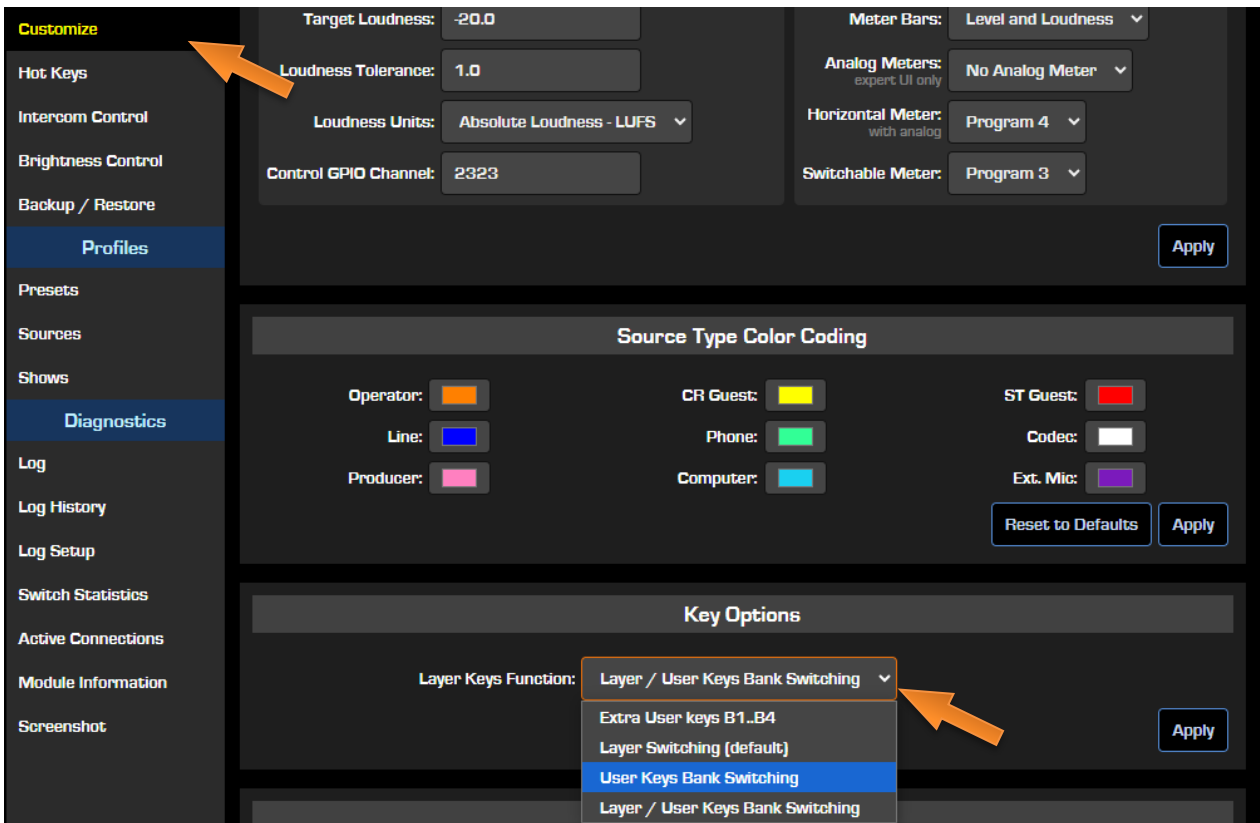 Customize
Hot Keys
Intercom Control
Brightness Control
Backup / Restore
Profiles
Presets
Sources
Shows
Diagnostics
Log
Log History
Log Setup
Switch Statistics
Active Connections
Module Information
Screenshot
Target Loudness: -20.0
Loudness Tolerance: 1.0
Loudness Units: Absolute Loudness - LUFS
Control GPIO Channel: 2323
Meter Bars: Level and Loudness
Analog Meters: No Analog Meter
expert UI only
Horizontal Meter: Program 4
with analog
Switchable Meter: Program 3
Apply
Source Type Color Coding
Operator: CR Guest: ST Guest:
Line: Phone: Codec:
Producer: Computer: Ext. Mic:
Reset to Defaults Apply
Key Options
Layer Keys Function: Layer / User Keys Bank Switching
Extra User keys B1..B4
Layer Switching (default)
User Keys Bank Switching
Layer / User Keys Bank Switching
Apply